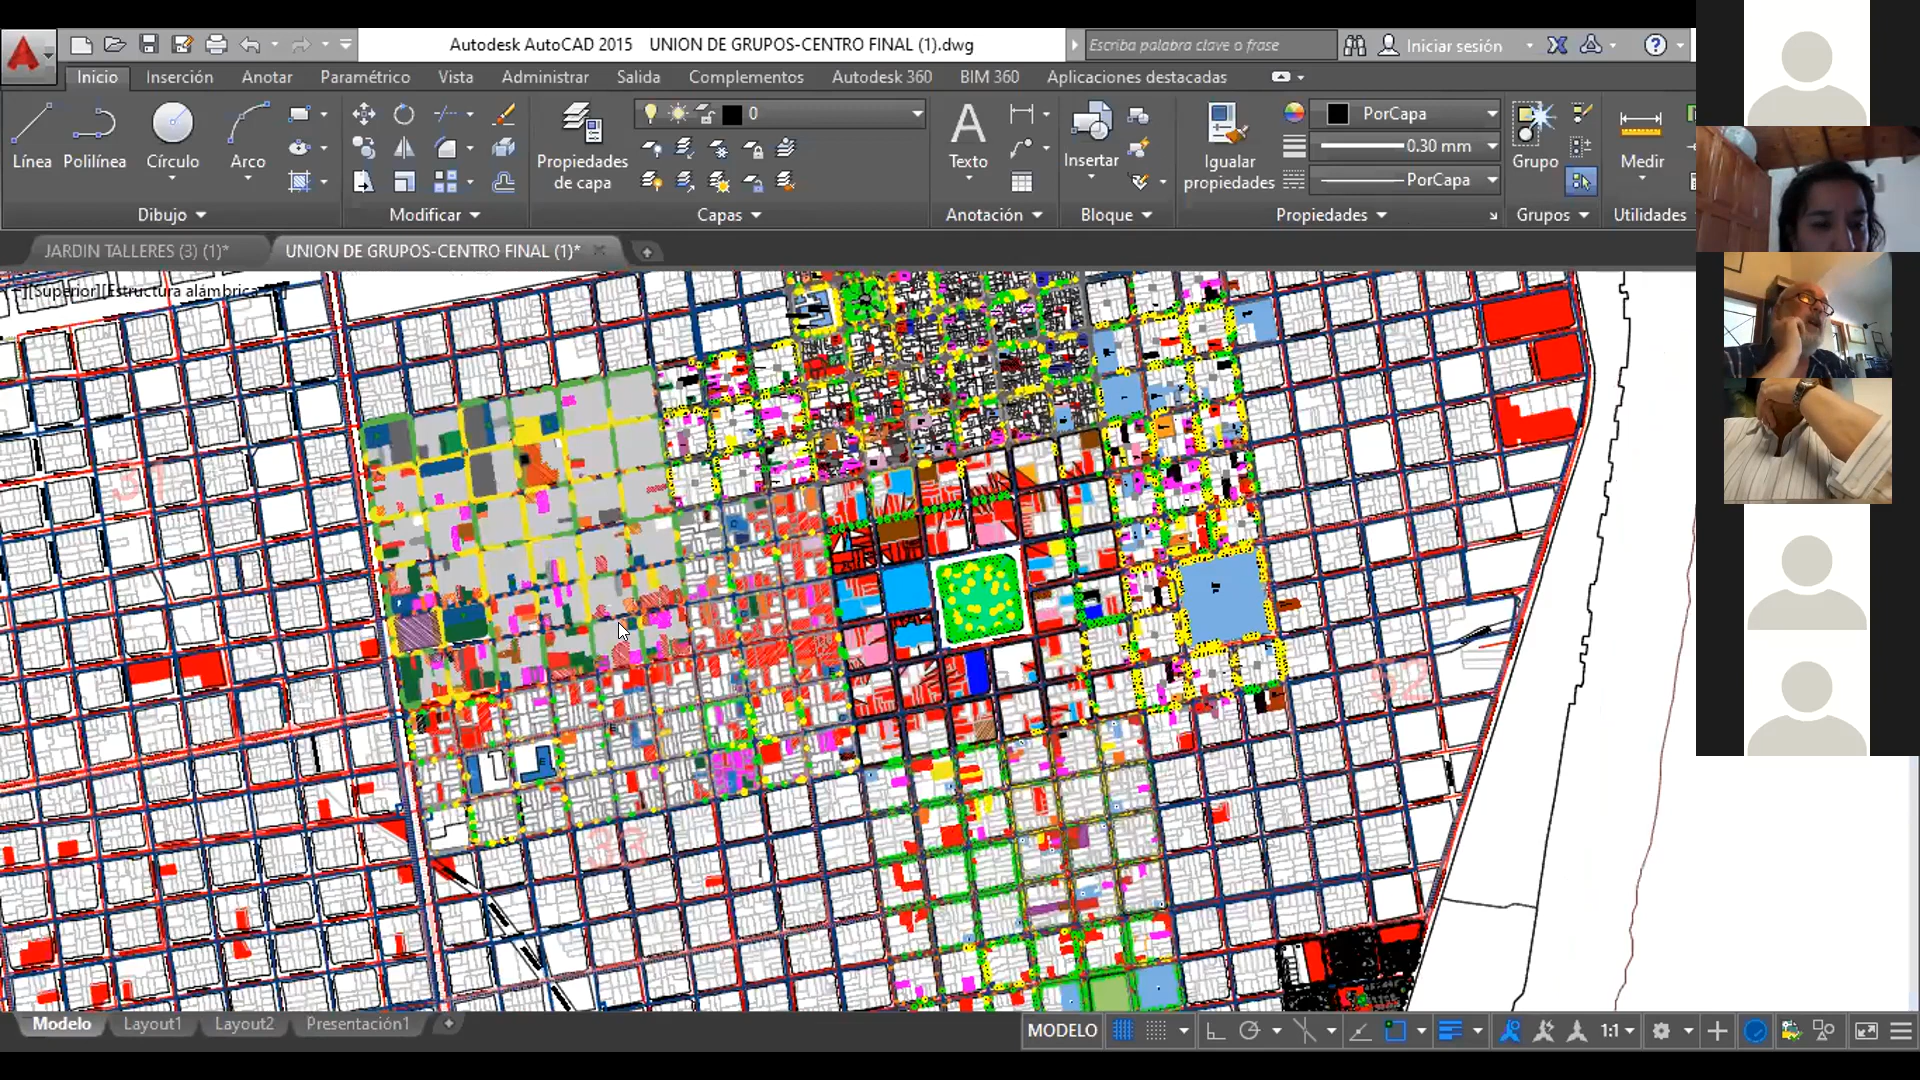 Autodesk AutoCAD 2015 UNION DE GRUPOS-CENTRO FINAL (1).dwg
Escriba palabra clave o frase
Iniciar sesión
Inicio Inserción Anotar Paramétrico Vista Administrar Salida Complementos Autodesk 360 BIM 360 Aplicaciones destacadas
0
PorCapa
0.30 mm
PorCapa
Línea Polilínea Círculo Arco
Propiedades de capa
Texto
Insertar
Igualar propiedades
Grupo
Medir
Dibujo Modificar Capas Anotación Bloque Propiedades Grupos Utilidades
JARDIN TALLERES (3) (1)* UNION DE GRUPOS-CENTRO FINAL (1)*
[-][Superior][Estructura alámbrica
31
32
33
Modelo Layout1 Layout2 Presentación1
MODELO
1:1